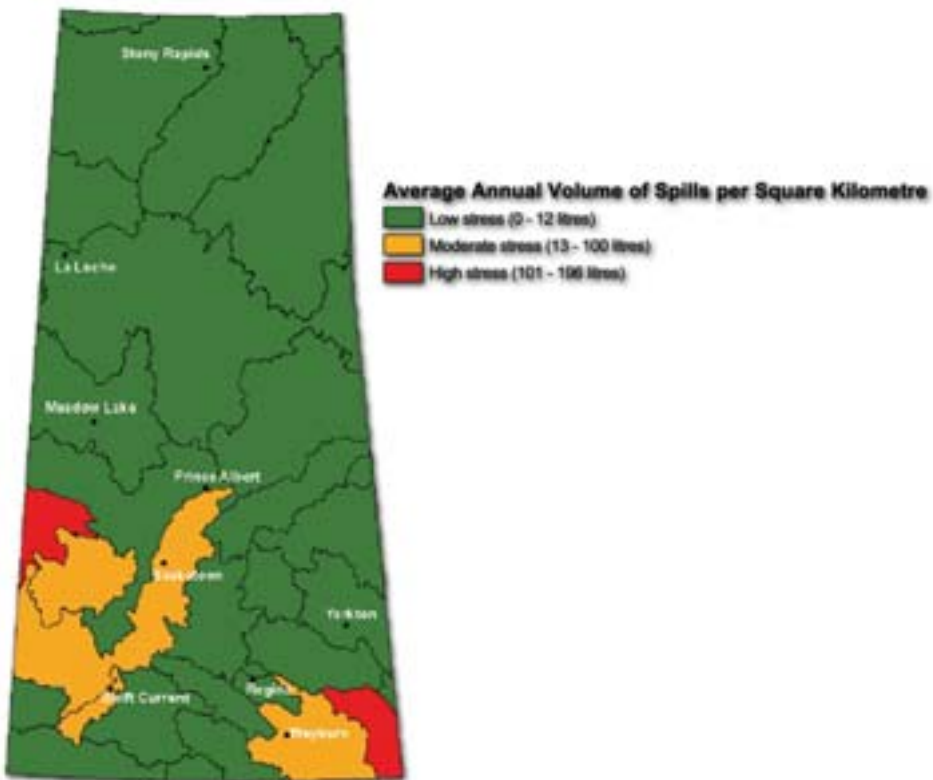 Stony Rapids
Average Annual Volume of Spills per Square Kilometre
Low stress (0 - 12 litres)
Moderate stress (13 - 100 litres)
La Loche
High stress (101 - 196 litres)
Meadow Lake
Prince Albert
Saskatoon
Yorkton
Regina
Swift Current
Weyburn